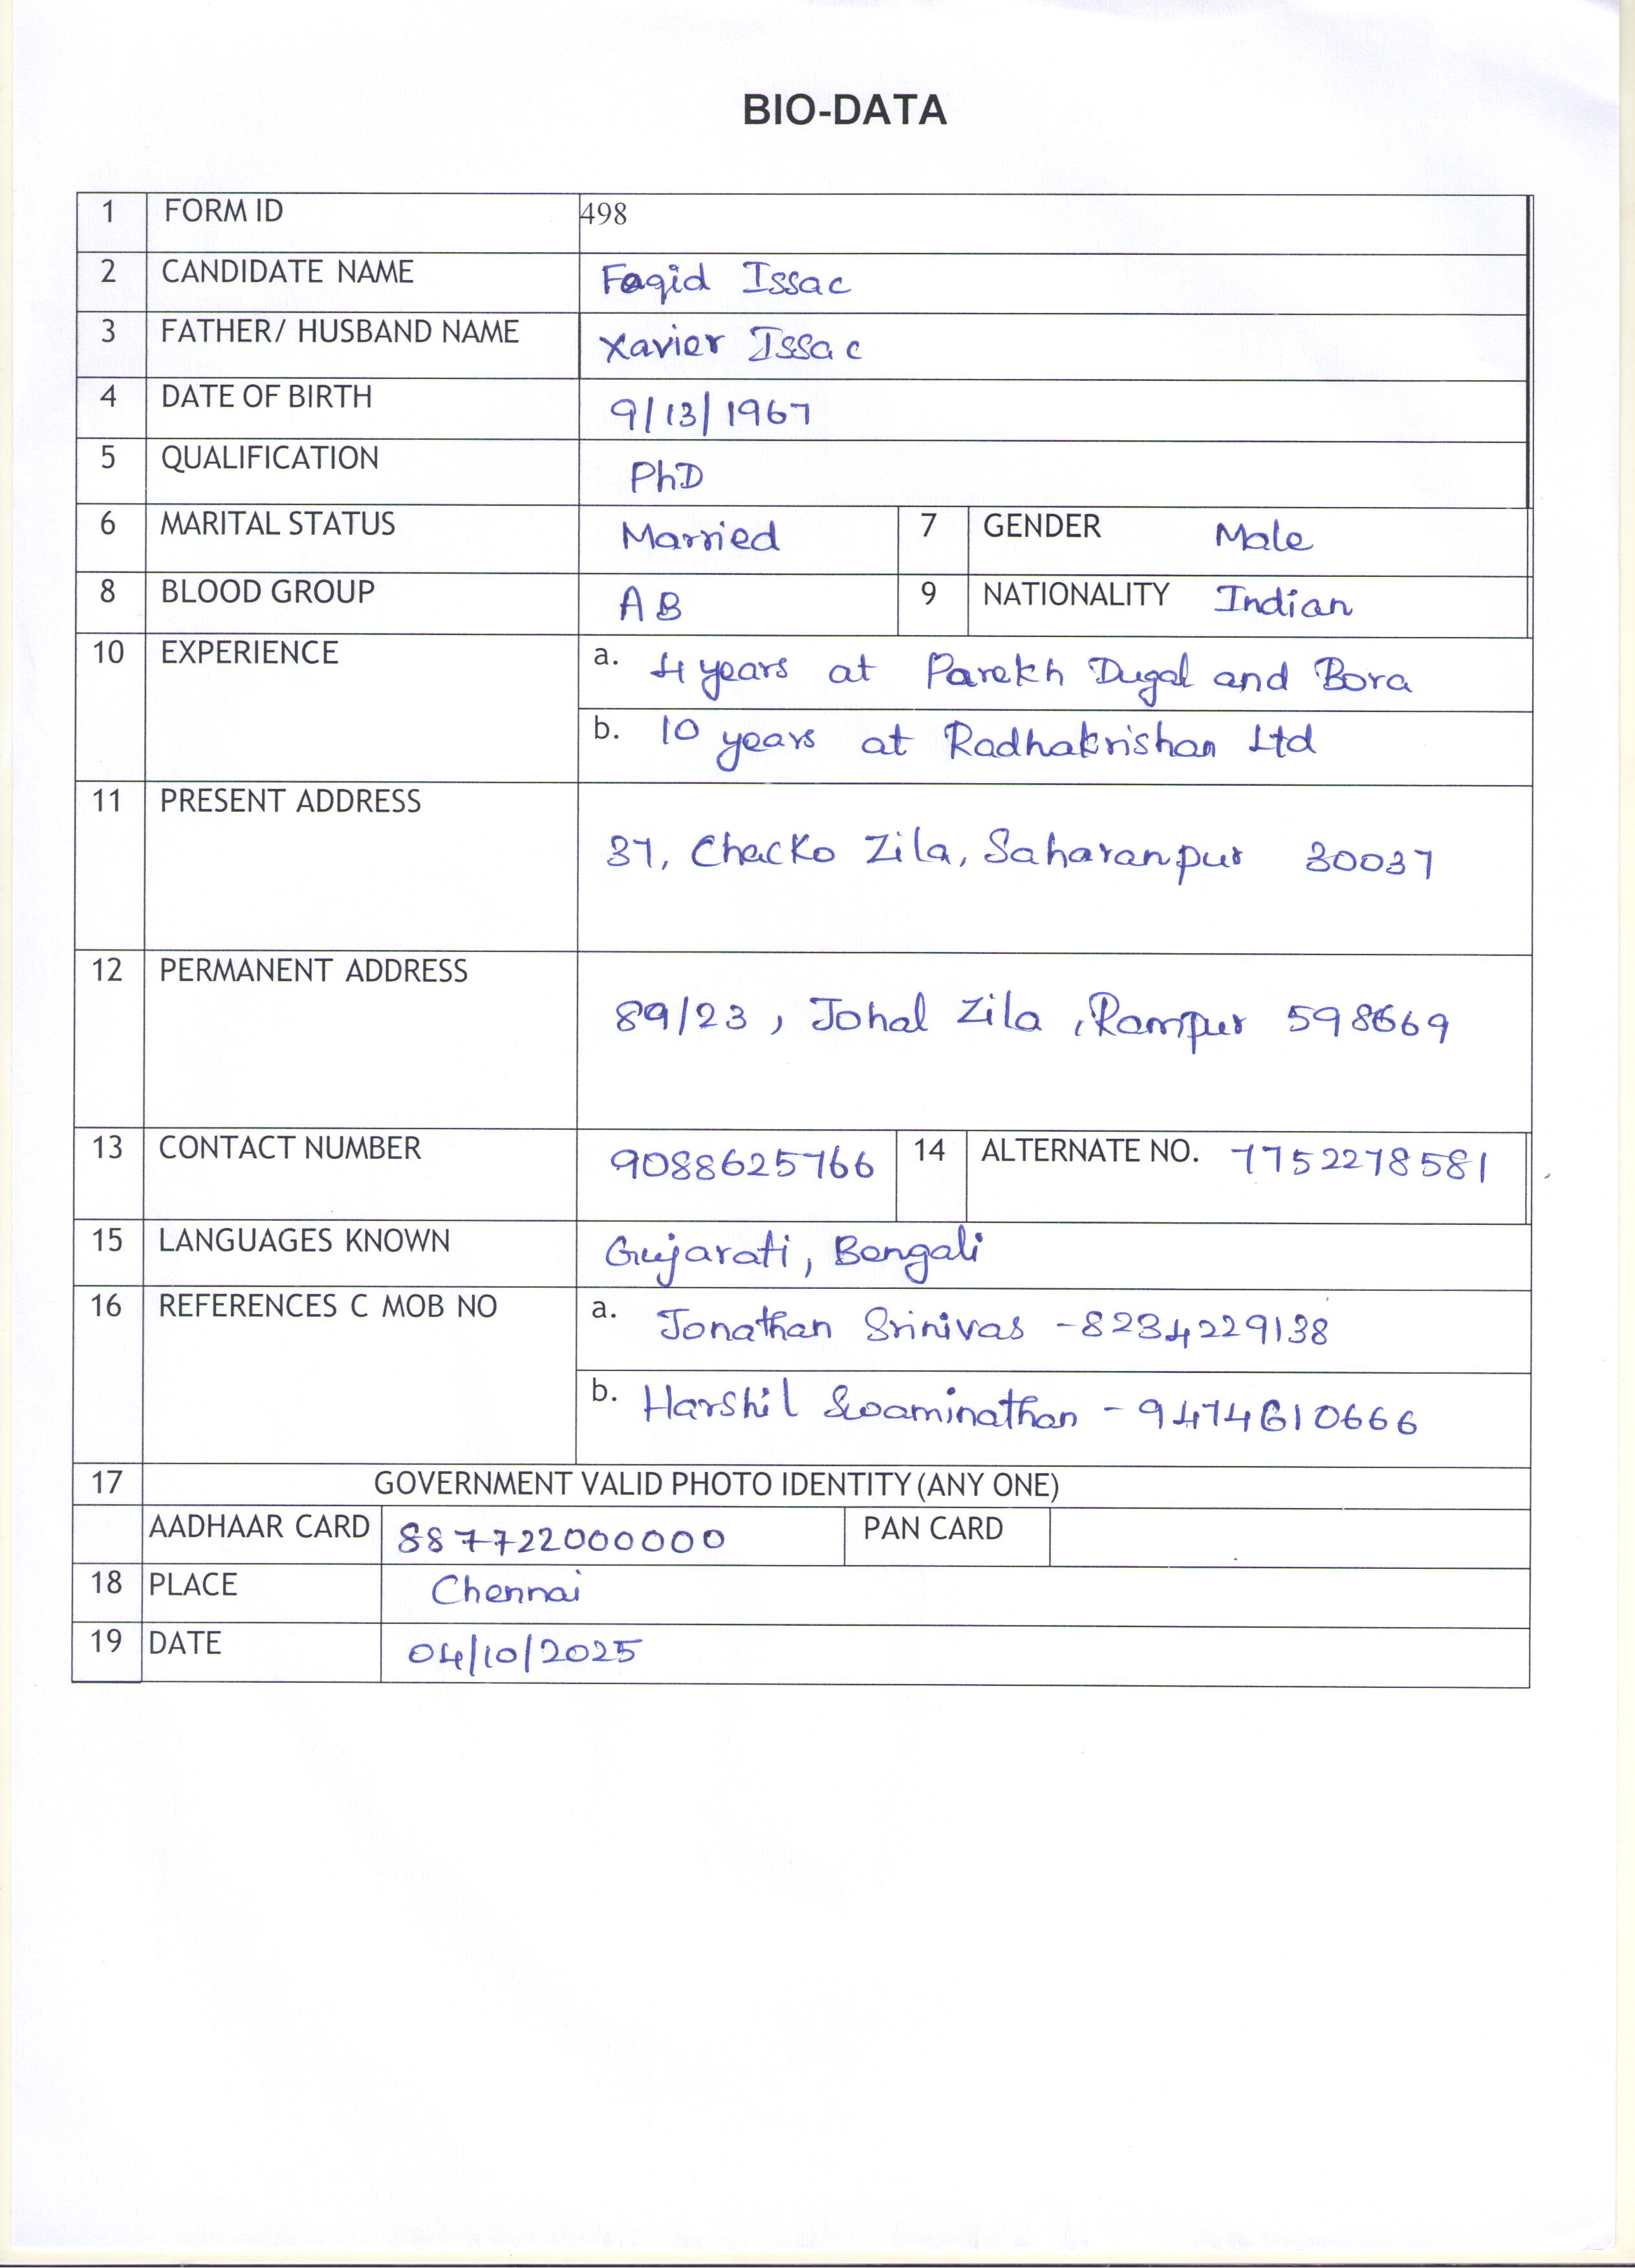 BIO-DATA
1 FORM ID 498
2 CANDIDATE NAME Faqid Issac
3 FATHER/ HUSBAND NAME Xavier Issac
4 DATE OF BIRTH 9/13/1967
5 QUALIFICATION PhD
6 MARITAL STATUS Married 7 GENDER Male
8 BLOOD GROUP AB 9 NATIONALITY Indian
10 EXPERIENCE a. 4 years at Parekh Dugal and Bora
b. 10 years at Radhakrishan Ltd
11 PRESENT ADDRESS
37, Chacko Zila, Saharanpur 30037
12 PERMANENT ADDRESS
89/23, Johal Zila, Rampur 598669
13 CONTACT NUMBER 9088625766 14 ALTERNATE NO. 7752278581
15 LANGUAGES KNOWN Gujarati, Bengali
16 REFERENCES C MOB NO a. Jonathan Srinivas - 8234229138
b. Harshil Swaminathan - 9474610666
17 GOVERNMENT VALID PHOTO IDENTITY (ANY ONE)
AADHAAR CARD 887722000000 PAN CARD
18 PLACE Chennai
19 DATE 04/10/2025